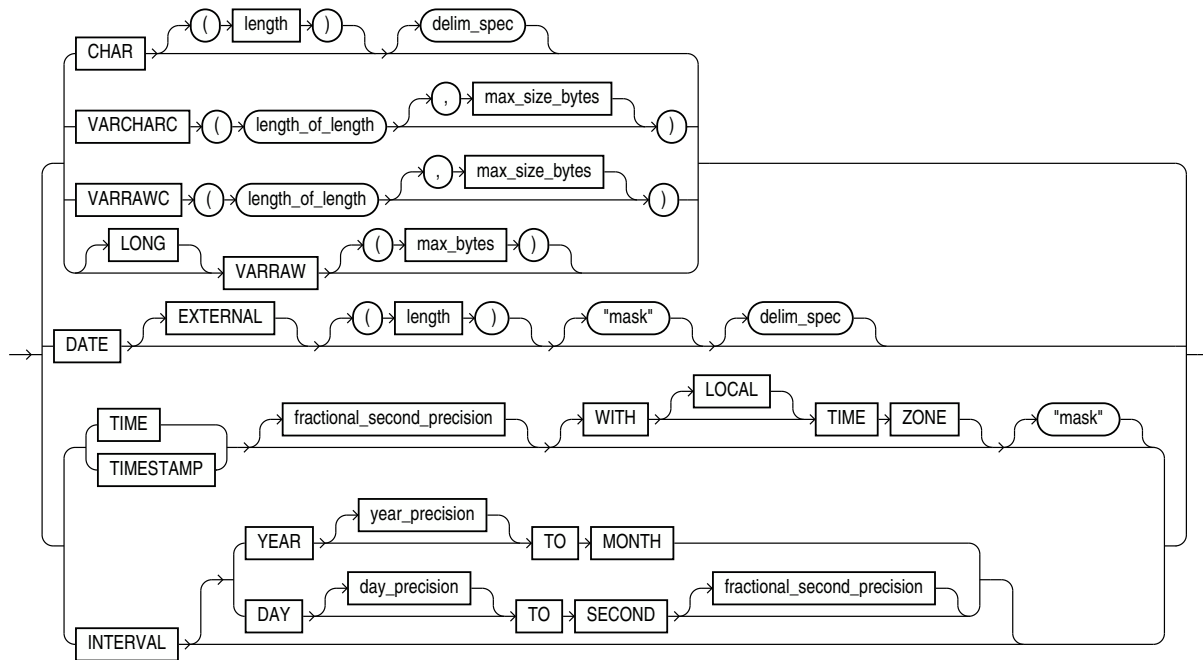 ( length ) delim_spec
CHAR
, max_size_bytes
VARCHARC ( length_of_length )
, max_size_bytes
VARRAWC ( length_of_length )
LONG ( max_bytes )
VARRAW
EXTERNAL ( length ) "mask" delim_spec
DATE
LOCAL
TIME fractional_second_precision WITH TIME ZONE "mask"
TIMESTAMP
year_precision
YEAR TO MONTH
day_precision fractional_second_precision
DAY TO SECOND
INTERVAL